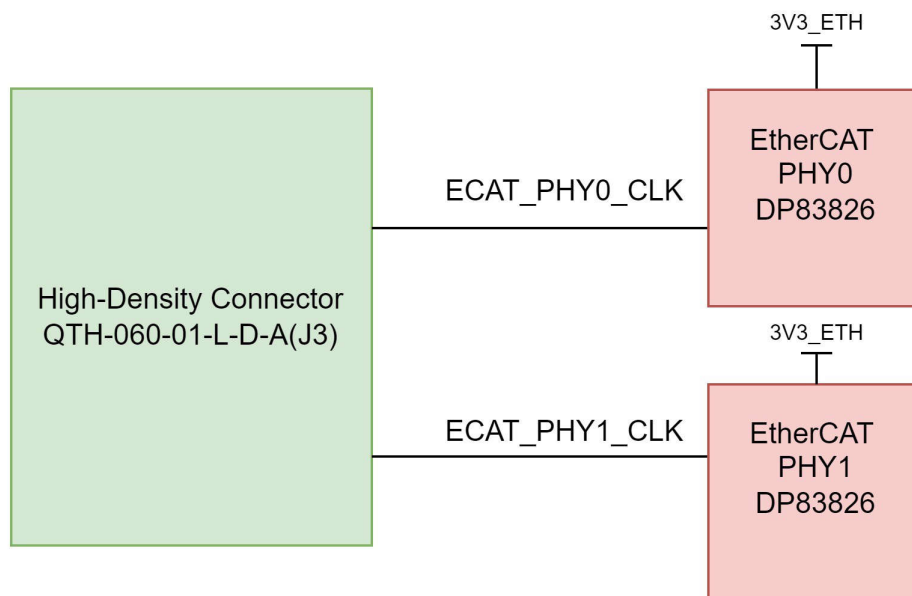 3V3_ETH
EtherCAT
PHY0
DP83826
ECAT_PHY0_CLK
High-Density Connector
QTH-060-01-L-D-A(J3)
3V3_ETH
ECAT_PHY1_CLK
EtherCAT
PHY1
DP83826